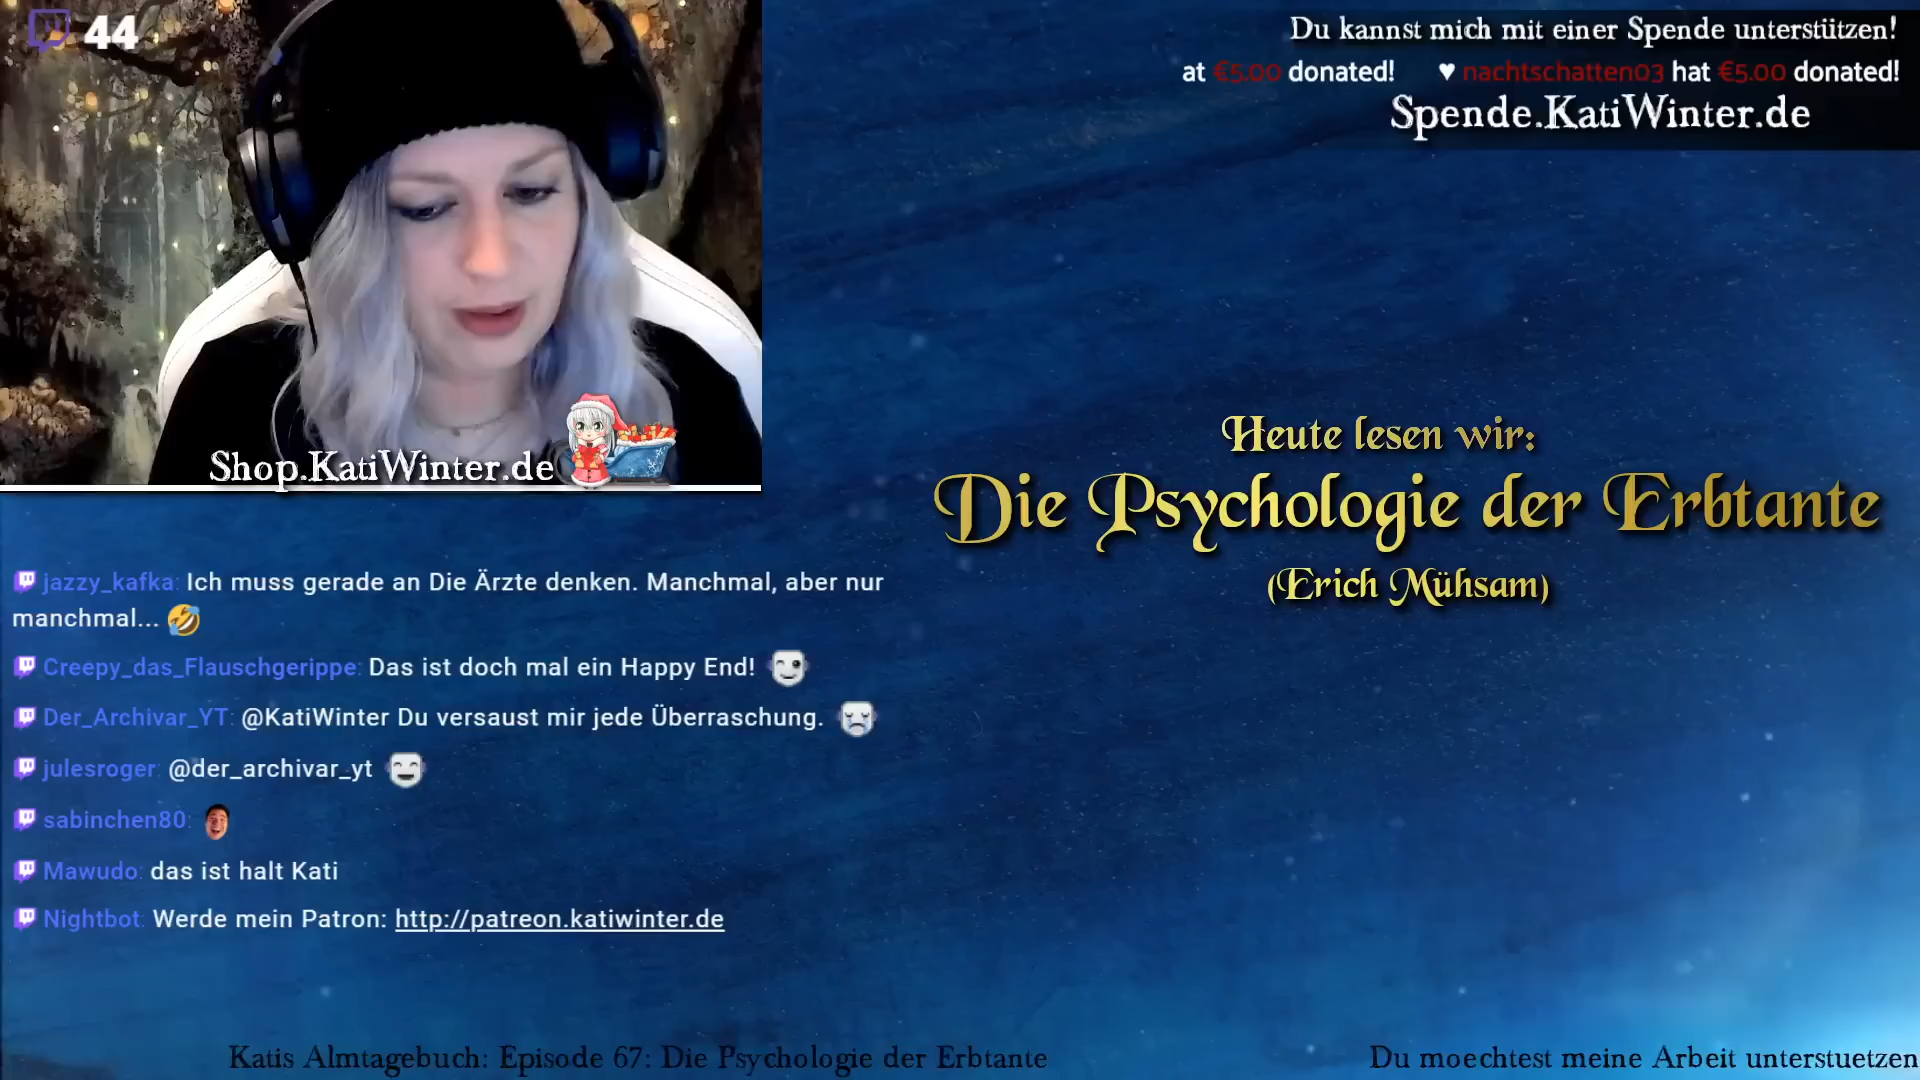 44
Du kannst mich mit einer Spende unterstützen!
at €5.00 donated! ♥ nachtschatten03 hat €5.00 donated!
Spende.KatiWinter.de
Shop.KatiWinter.de
Heute lesen wir:
Die Psychologie der Erbtante
(Erich Mühsam)
jazzy_kafka: Ich muss gerade an Die Ärzte denken. Manchmal, aber nur
manchmal... 🤣
Creepy_das_Flauschgerippe: Das ist doch mal ein Happy End!
Der_Archivar_YT: @KatiWinter Du versaust mir jede Überraschung.
julesroger: @der_archivar_yt
sabinchen80:
Mawudo: das ist halt Kati
Nightbot: Werde mein Patron: http://patreon.katiwinter.de
Katis Almtagebuch: Episode 67: Die Psychologie der Erbtante
Du moechtest meine Arbeit unterstuetzen